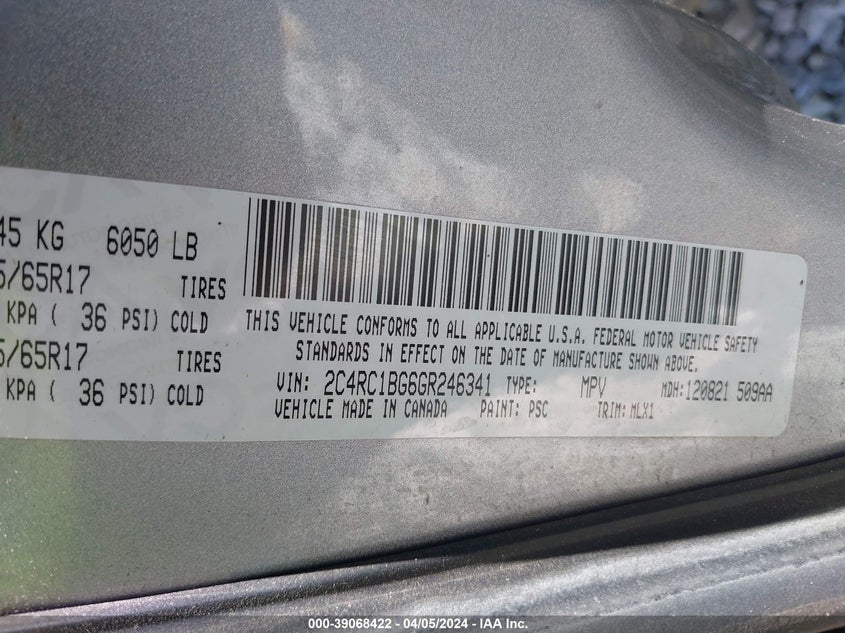 45 KG 6050 LB
5/65R17 TIRES
KPA ( 36 PSI) COLD
5/65R17 TIRES
KPA ( 36 PSI) COLD
THIS VEHICLE CONFORMS TO ALL APPLICABLE U.S.A. FEDERAL MOTOR VEHICLE SAFETY
STANDARDS IN EFFECT ON THE DATE OF MANUFACTURE SHOWN ABOVE.
VIN: 2C4RC1BG6GR246341 TYPE: MPV MDH: 120821 509AA
VEHICLE MADE IN CANADA PAINT: PSC TRIM: MLX1
000-39068422 - 04/05/2024 - IAA Inc.